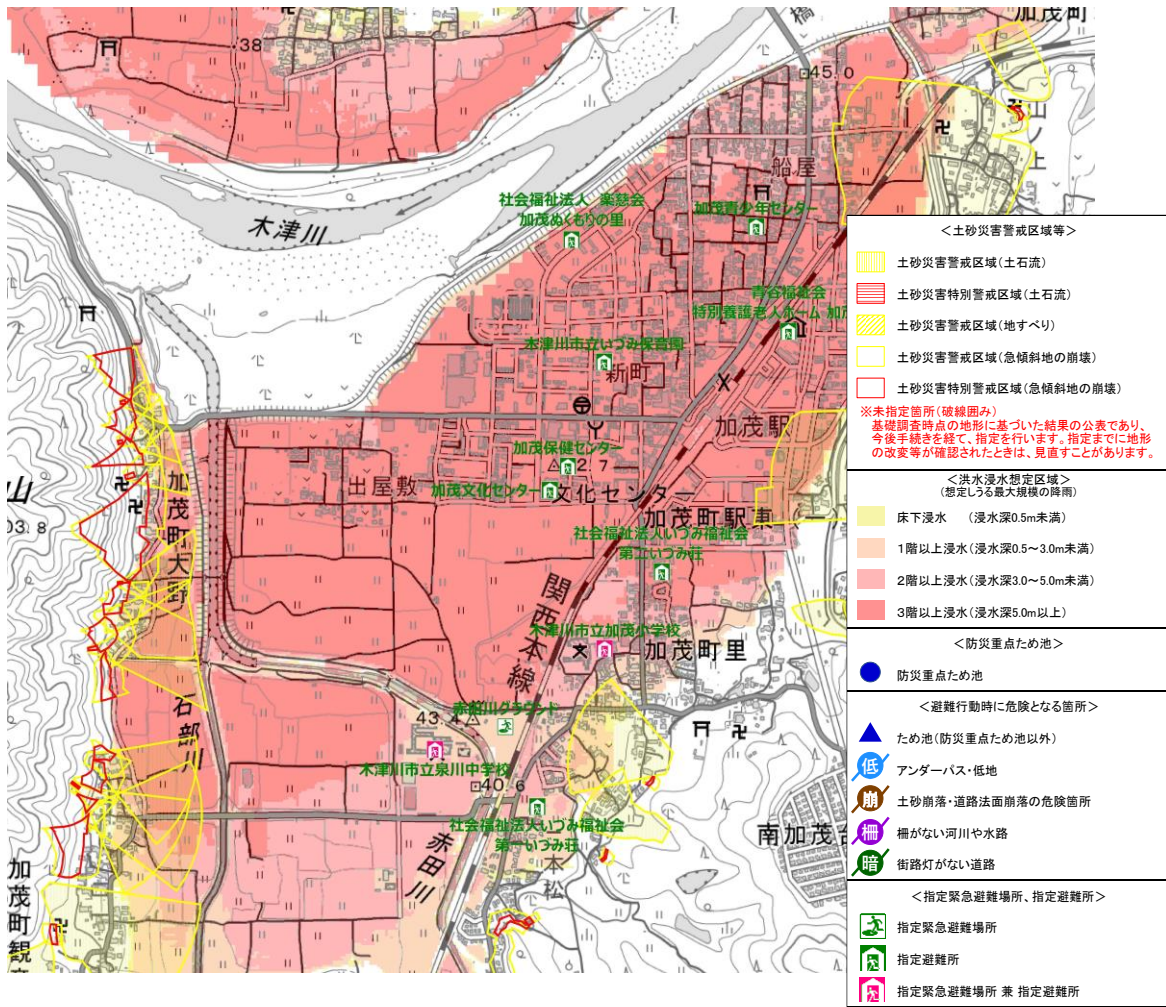 加茂町
38
45.0
山ノ上
船屋
社会福祉法人 楽慈会
加茂ぬくもりの里
加茂青少年センター
木津川
青谷福祉会
特別養護老人ホーム 加茂
木津川市立いづみ保育園
新町
加茂駅
加茂保健センター
2.7
出屋敷
加茂文化センター
文化センター
加茂町駅東
山
03.8
加茂町大野
社会福祉法人いづみ福祉会
第二いづみ荘
関西本線
木津川市立加茂小学校
加茂町里
石部川
赤田川グラウンド
43.4
木津川市立泉川中学校
40.6
社会福祉法人いづみ福祉会
第一いづみ荘
赤田川
本松
南加茂台
加茂町観音
<土砂災害警戒区域等>
土砂災害警戒区域(土石流)
土砂災害特別警戒区域(土石流)
土砂災害警戒区域(地すべり)
土砂災害警戒区域(急傾斜地の崩壊)
土砂災害特別警戒区域(急傾斜地の崩壊)
※未指定箇所(破線囲み)
基礎調査時点の地形に基づいた結果の公表であり、
今後手続きを経て、指定を行います。指定までに地形
の改変等が確認されたときは、見直すことがあります。
<洪水浸水想定区域>
(想定しうる最大規模の降雨)
床下浸水 (浸水深0.5m未満)
1階以上浸水(浸水深0.5~3.0m未満)
2階以上浸水(浸水深3.0~5.0m未満)
3階以上浸水(浸水深5.0m以上)
<防災重点ため池>
防災重点ため池
<避難行動時に危険となる箇所>
ため池(防災重点ため池以外)
低 アンダーパス・低地
崩 土砂崩落・道路法面崩落の危険箇所
柵 柵がない河川や水路
暗 街路灯がない道路
<指定緊急避難場所、指定避難所>
指定緊急避難場所
指定避難所
指定緊急避難場所 兼 指定避難所